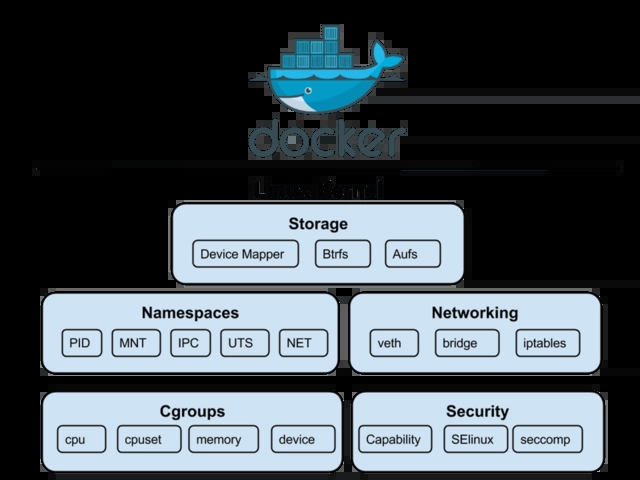 docker
Linux Kernel
Storage
Device Mapper Btrfs Aufs
Namespaces
PID MNT IPC UTS NET
Networking
veth bridge iptables
Cgroups
cpu cpuset memory device
Security
Capability SElinux seccomp